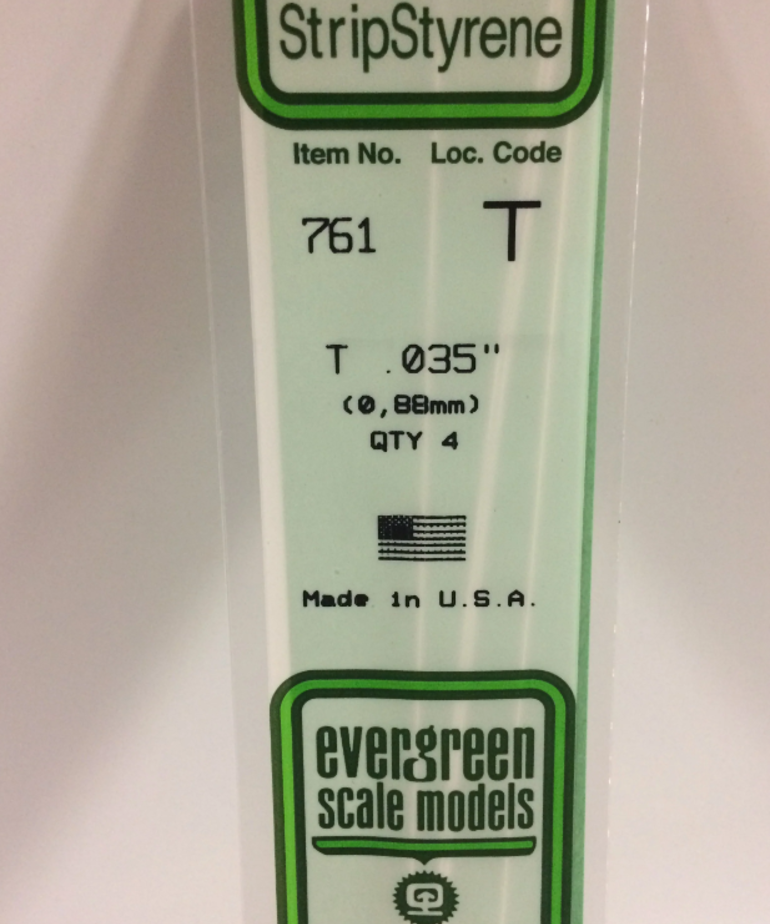 StripStyrene
Item No. Loc. Code
761 T
T .035"
(0,88mm)
QTY 4
Made in U.S.A.
evergreen
scale models